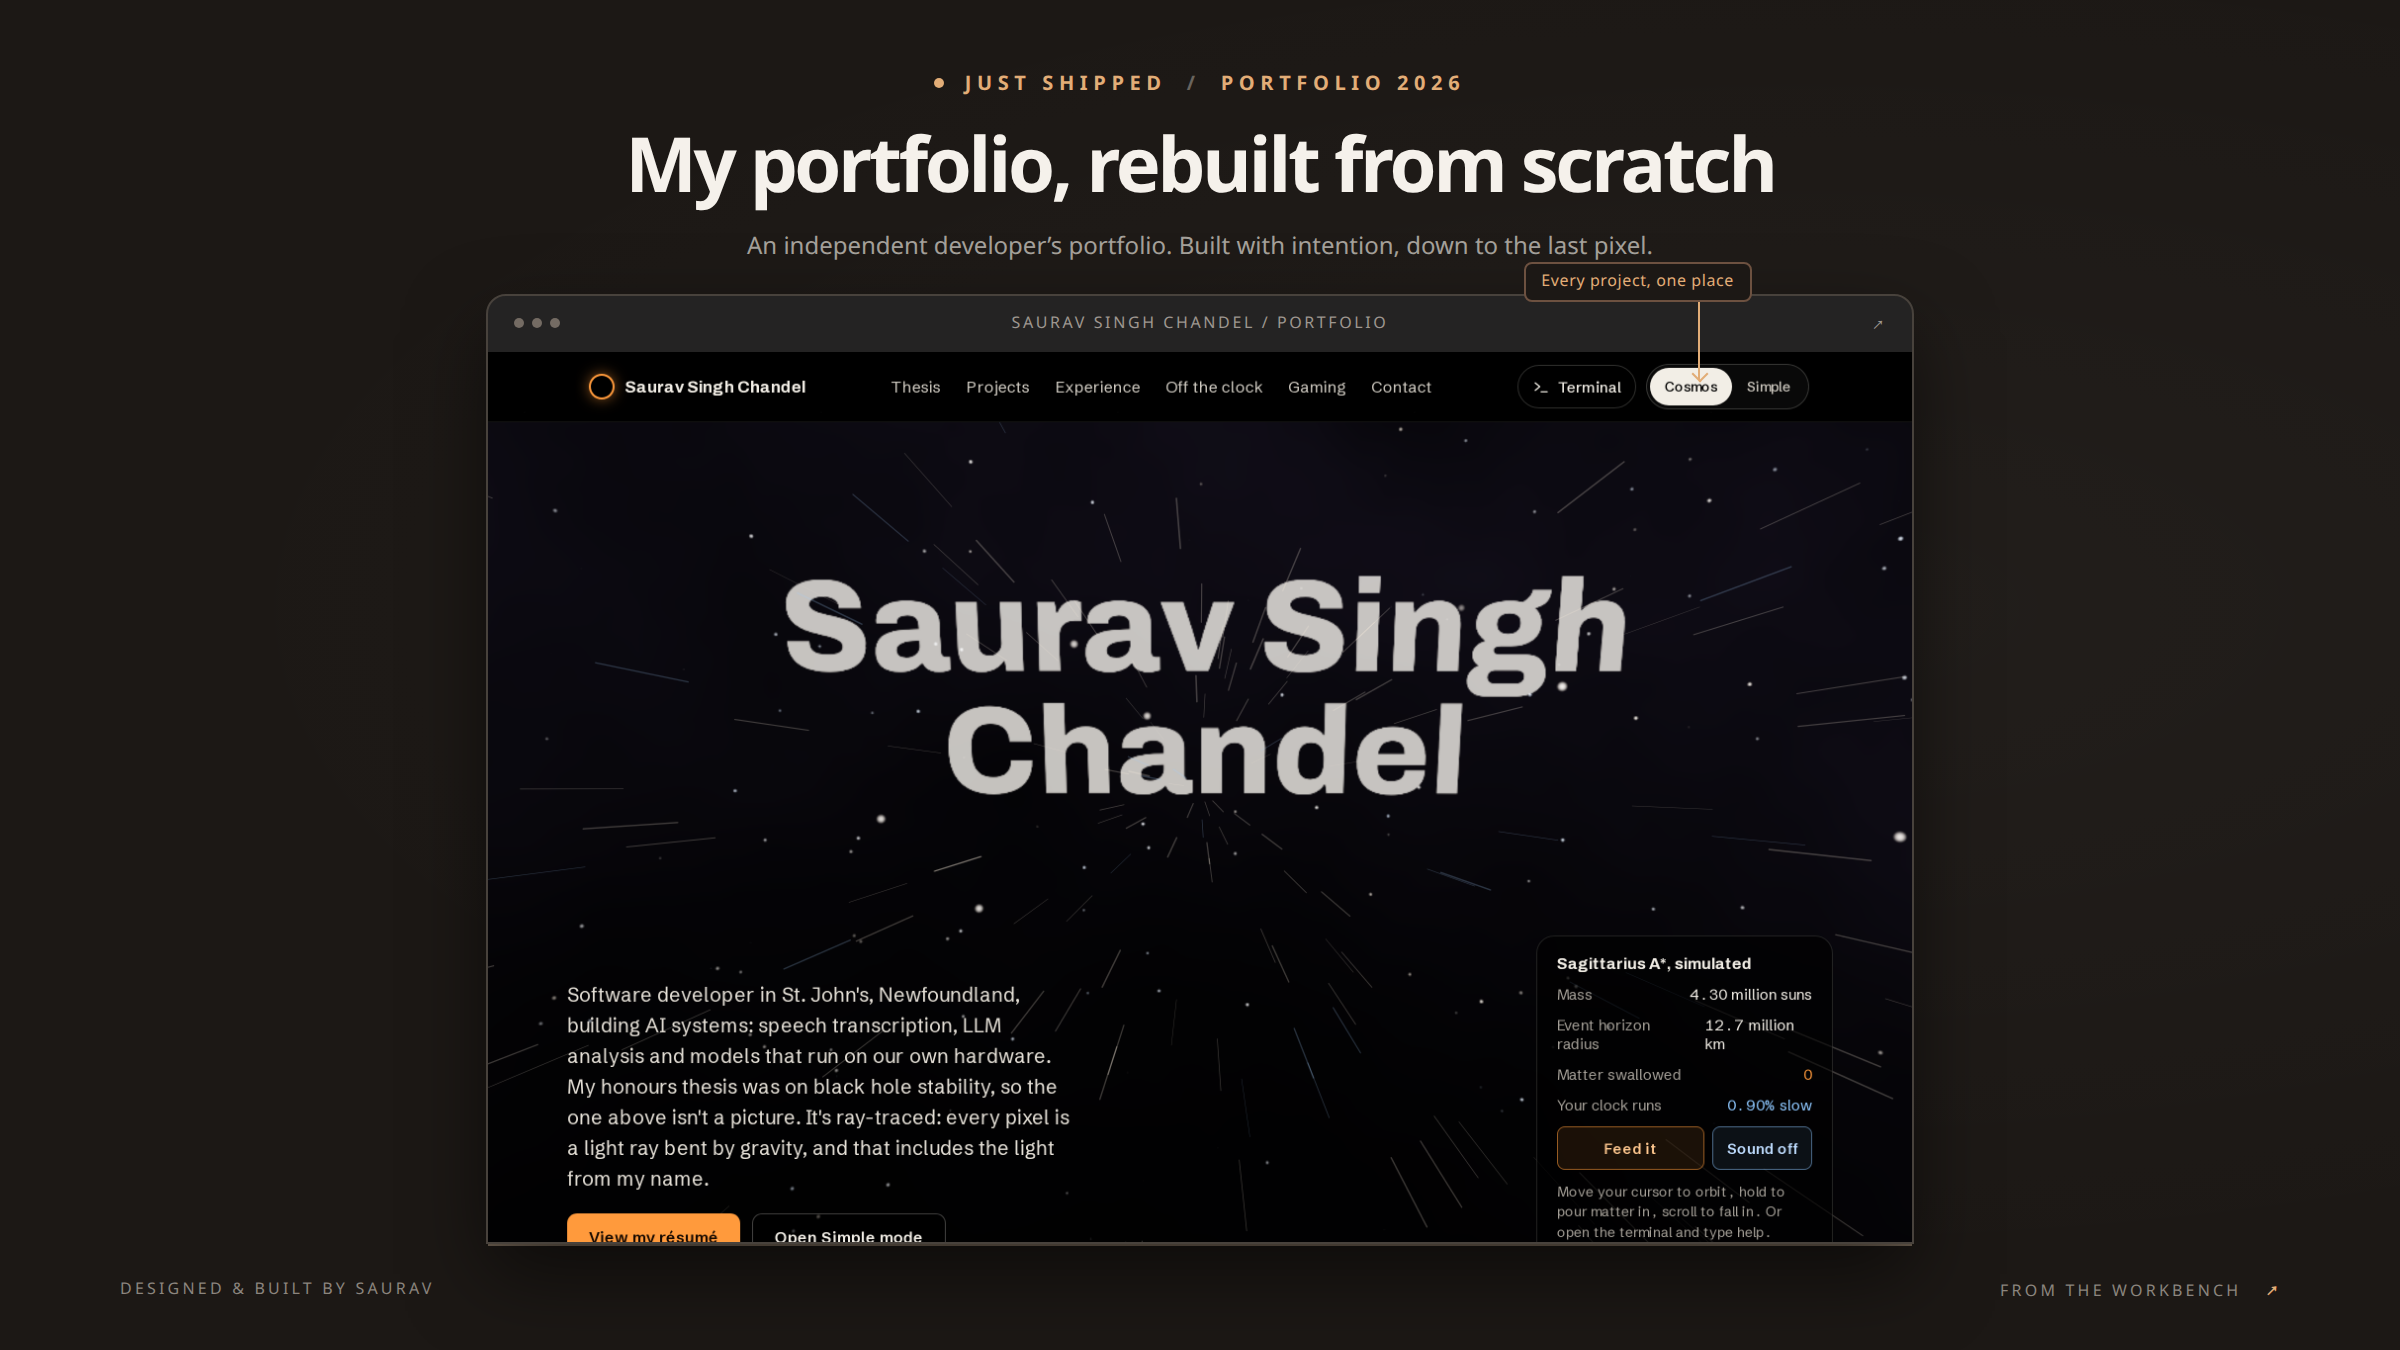 JUST SHIPPED / PORTFOLIO 2026
My portfolio, rebuilt from scratch
An independent developer’s portfolio. Built with intention, down to the last pixel.
Every project, one place
SAURAV SINGH CHANDEL / PORTFOLIO
Saurav Singh Chandel
Thesis Projects Experience Off the clock Gaming Contact
>_ Terminal
Cosmos Simple
Saurav Singh
Chandel
Software developer in St. John's, Newfoundland,
building AI systems: speech transcription, LLM
analysis and models that run on our own hardware.
My honours thesis was on black hole stability, so the
one above isn't a picture. It's ray-traced: every pixel is
a light ray bent by gravity, and that includes the light
from my name.
View my résumé
Open Simple mode
Sagittarius A*, simulated
Mass 4.30 million suns
Event horizon radius 12.7 million km
Matter swallowed 0
Your clock runs 0.90% slow
Feed it
Sound off
Move your cursor to orbit, hold to
pour matter in, scroll to fall in. Or
open the terminal and type help.
DESIGNED & BUILT BY SAURAV
FROM THE WORKBENCH ↗